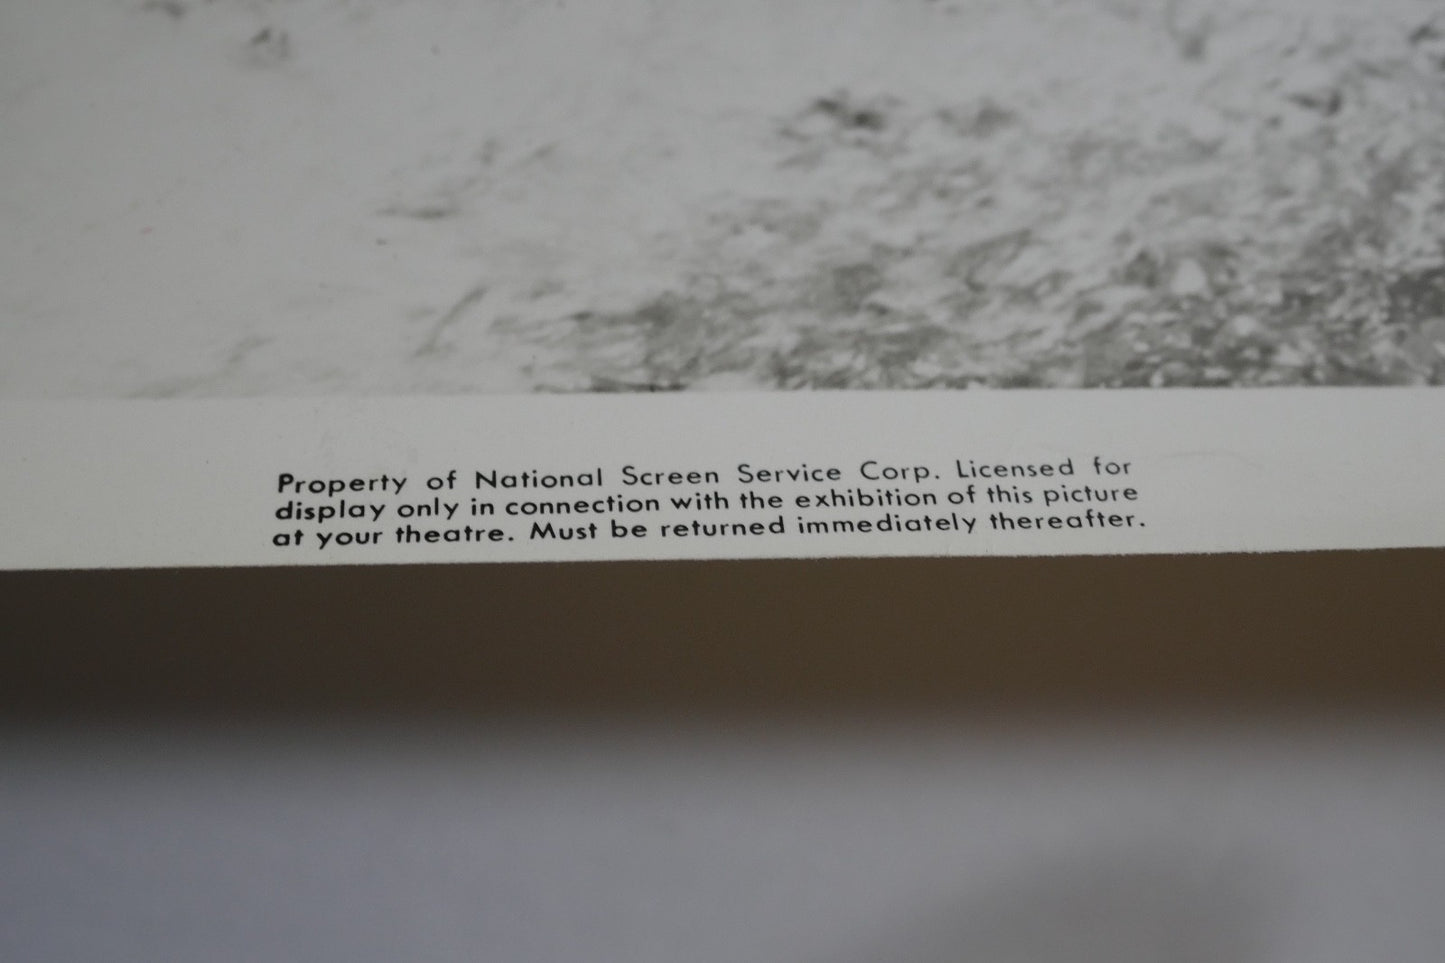 Property of National Screen Service Corp. Licensed for
display only in connection with the exhibition of this picture
at your theatre. Must be returned immediately thereafter.